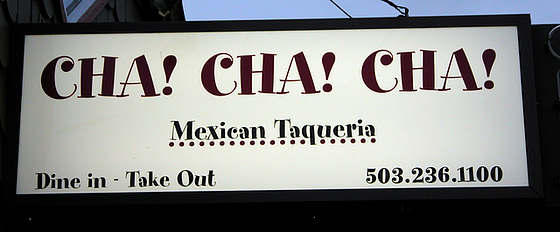 CHA! CHA! CHA!
Mexican Taqueria
Dine in - Take Out 503.236.1100